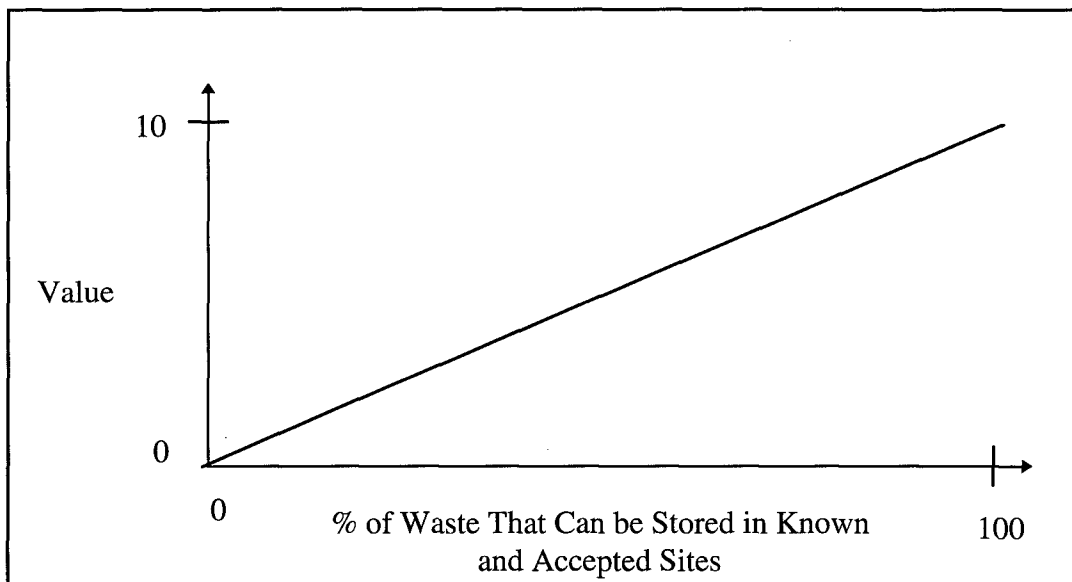 10
Value
0
0
% of Waste That Can be Stored in Known
and Accepted Sites
100